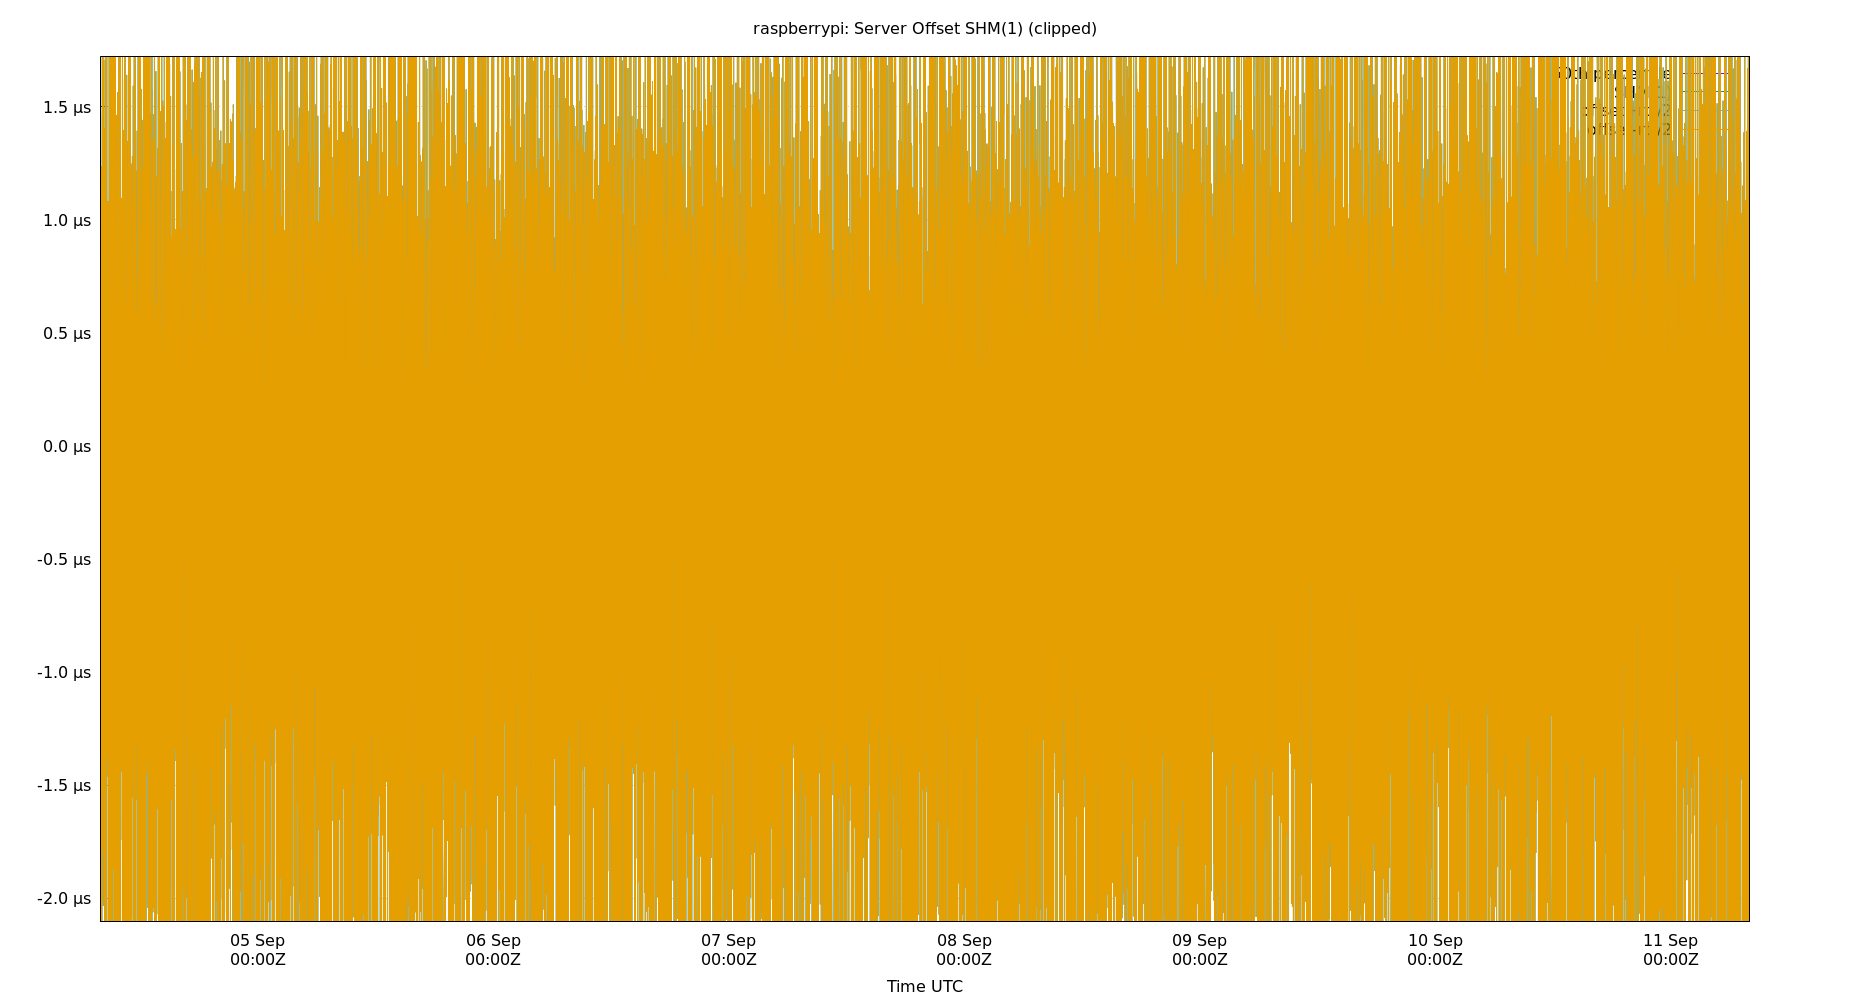 raspberrypi: Server Offset SHM(1) (clipped)
1.5 µs
1.0 µs
0.5 µs
0.0 µs
-0.5 µs
-1.0 µs
-1.5 µs
-2.0 µs
05 Sep 06 Sep 07 Sep 08 Sep 09 Sep 10 Sep 11 Sep
00:00Z 00:00Z 00:00Z 00:00Z 00:00Z 00:00Z 00:00Z
Time UTC